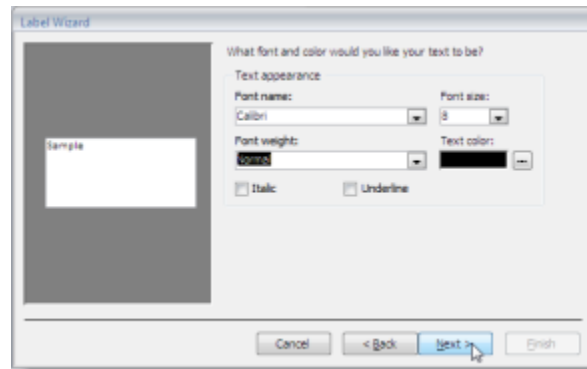 Label Wizard
What font and color would you like your text to be?
Text appearance
Font name: Font size:
Calibri 8
Sample
Font weight: Text color:
Normal
Italic Underline
Cancel < Back Next > Finish